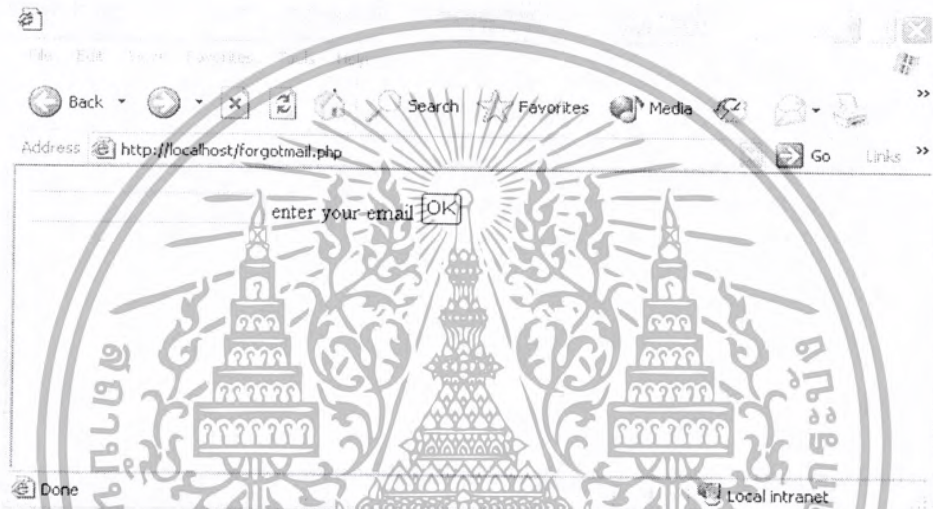 File Edit View Favorites Tools Help
Back Search Favorites Media
Address http://localhost/forgotmail.php Go Links
enter your email OK
Done Local intranet